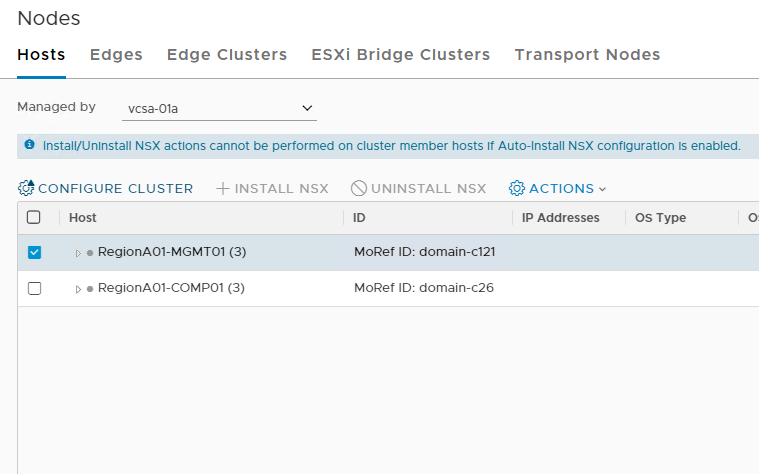 Nodes
Hosts Edges Edge Clusters ESXi Bridge Clusters Transport Nodes
Managed by vcsa-01a
Install/Uninstall NSX actions cannot be performed on cluster member hosts if Auto-Install NSX configuration is enabled.
CONFIGURE CLUSTER INSTALL NSX UNINSTALL NSX ACTIONS
Host ID IP Addresses OS Type
RegionA01-MGMT01 (3) MoRef ID: domain-c121
RegionA01-COMP01 (3) MoRef ID: domain-c26